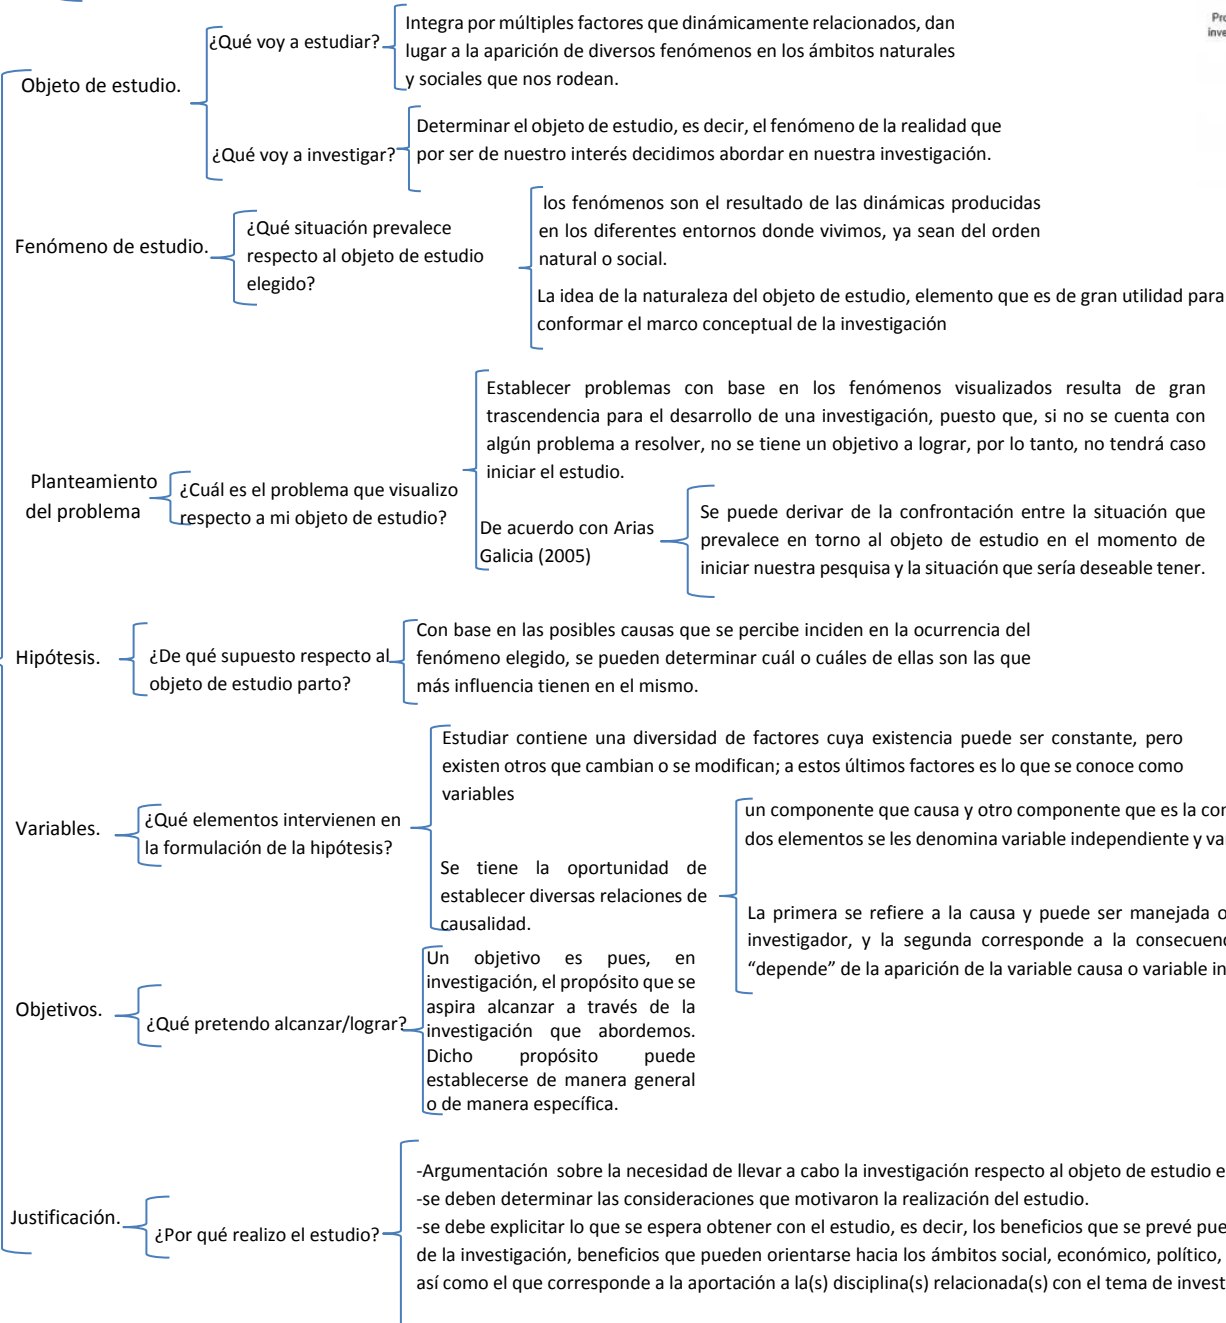 Pro
inve
Objeto de estudio.
¿Qué voy a estudiar?
Integra por múltiples factores que dinámicamente relacionados, dan
lugar a la aparición de diversos fenómenos en los ámbitos naturales
y sociales que nos rodean.
¿Qué voy a investigar?
Determinar el objeto de estudio, es decir, el fenómeno de la realidad que
por ser de nuestro interés decidimos abordar en nuestra investigación.
Fenómeno de estudio.
¿Qué situación prevalece
respecto al objeto de estudio
elegido?
los fenómenos son el resultado de las dinámicas producidas
en los diferentes entornos donde vivimos, ya sean del orden
natural o social.
La idea de la naturaleza del objeto de estudio, elemento que es de gran utilidad para
conformar el marco conceptual de la investigación
Planteamiento
del problema
¿Cuál es el problema que visualizo
respecto a mi objeto de estudio?
Establecer problemas con base en los fenómenos visualizados resulta de gran
trascendencia para el desarrollo de una investigación, puesto que, si no se cuenta con
algún problema a resolver, no se tiene un objetivo a lograr, por lo tanto, no tendrá caso
iniciar el estudio.
De acuerdo con Arias
Galicia (2005)
Se puede derivar de la confrontación entre la situación que
prevalece en torno al objeto de estudio en el momento de
iniciar nuestra pesquisa y la situación que sería deseable tener.
Hipótesis.
¿De qué supuesto respecto al
objeto de estudio parto?
Con base en las posibles causas que se percibe inciden en la ocurrencia del
fenómeno elegido, se pueden determinar cuál o cuáles de ellas son las que
más influencia tienen en el mismo.
Variables.
¿Qué elementos intervienen en
la formulación de la hipótesis?
Estudiar contiene una diversidad de factores cuya existencia puede ser constante, pero
existen otros que cambian o se modifican; a estos últimos factores es lo que se conoce como
variables
Se tiene la oportunidad de
establecer diversas relaciones de
causalidad.
un componente que causa y otro componente que es la con
dos elementos se les denomina variable independiente y va
La primera se refiere a la causa y puede ser manejada o
investigador, y la segunda corresponde a la consecuenc
“depende” de la aparición de la variable causa o variable in
Objetivos.
¿Qué pretendo alcanzar/lograr?
Un objetivo es pues, en
investigación, el propósito que se
aspira alcanzar a través de la
investigación que abordemos.
Dicho propósito puede
establecerse de manera general
o de manera específica.
Justificación.
¿Por qué realizo el estudio?
-Argumentación sobre la necesidad de llevar a cabo la investigación respecto al objeto de estudio e
-se deben determinar las consideraciones que motivaron la realización del estudio.
-se debe explicitar lo que se espera obtener con el estudio, es decir, los beneficios que se prevé pue
de la investigación, beneficios que pueden orientarse hacia los ámbitos social, económico, político,
así como el que corresponde a la aportación a la(s) disciplina(s) relacionada(s) con el tema de invest